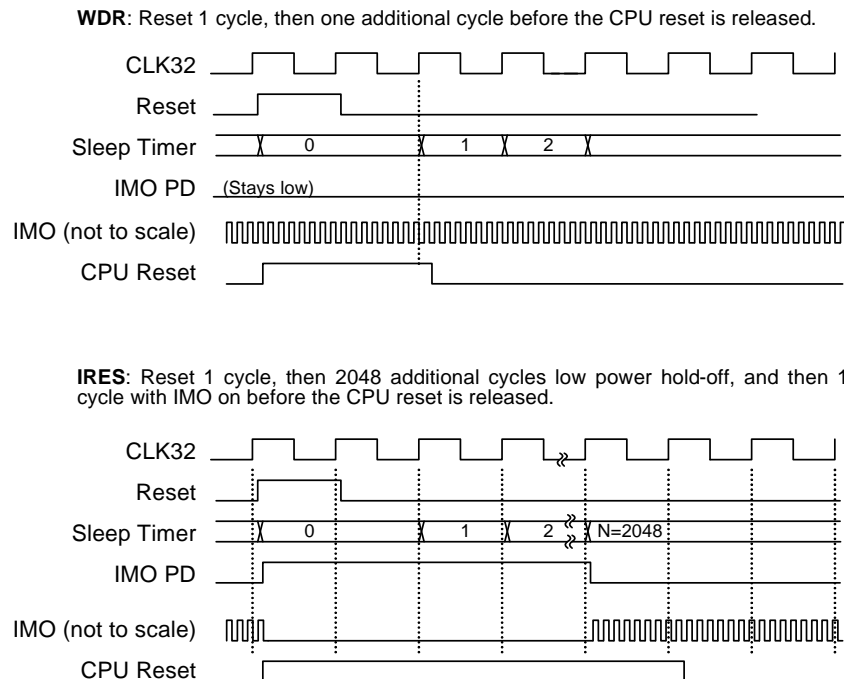 WDR: Reset 1 cycle, then one additional cycle before the CPU reset is released.
CLK32
Reset
Sleep Timer 0 1 2
IMO PD (Stays low)
IMO (not to scale)
CPU Reset
IRES: Reset 1 cycle, then 2048 additional cycles low power hold-off, and then 1
cycle with IMO on before the CPU reset is released.
CLK32
Reset
Sleep Timer 0 1 2 N=2048
IMO PD
IMO (not to scale)
CPU Reset